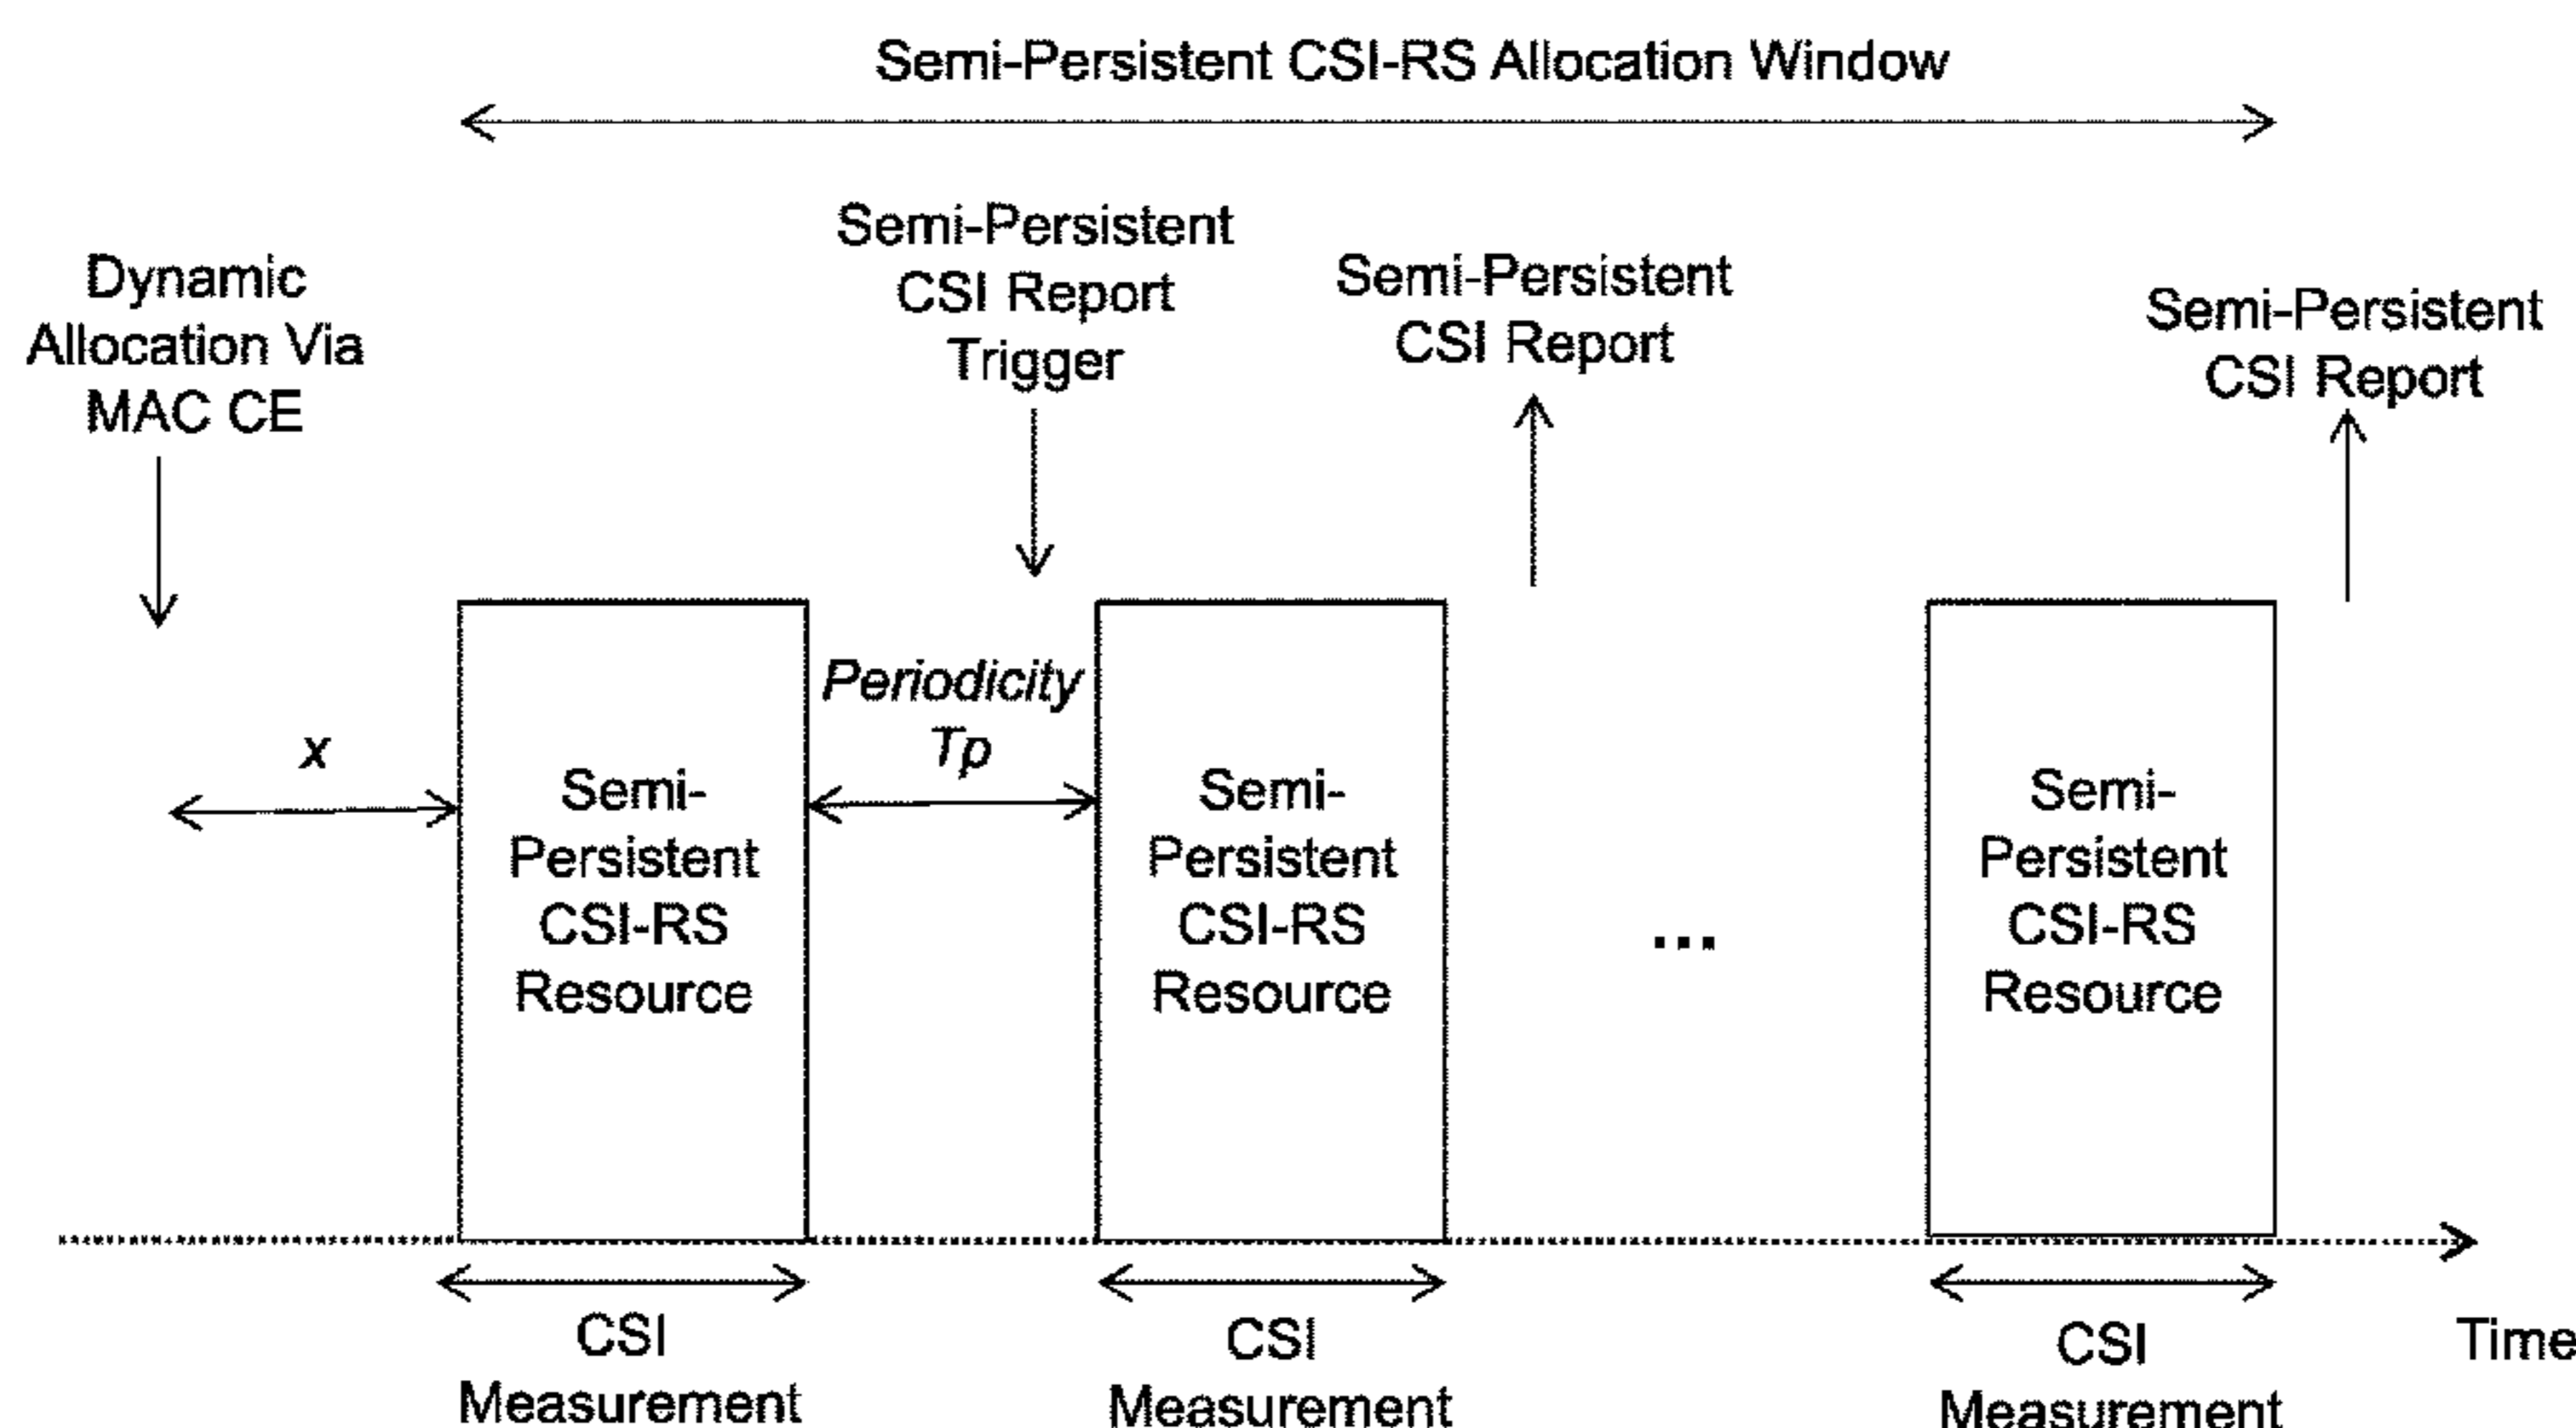 Semi-Persistent CSI-RS Allocation Window
Dynamic
Allocation Via
MAC CE
Semi-Persistent
CSI Report
Trigger
Semi-Persistent
CSI Report
Semi-Persistent
CSI Report
x
Periodicity
Tp
Semi-
Persistent
CSI-RS
Resource
Semi-
Persistent
CSI-RS
Resource
...
Semi-
Persistent
CSI-RS
Resource
CSI
Measurement
CSI
Measurement
CSI
Measurement
Time